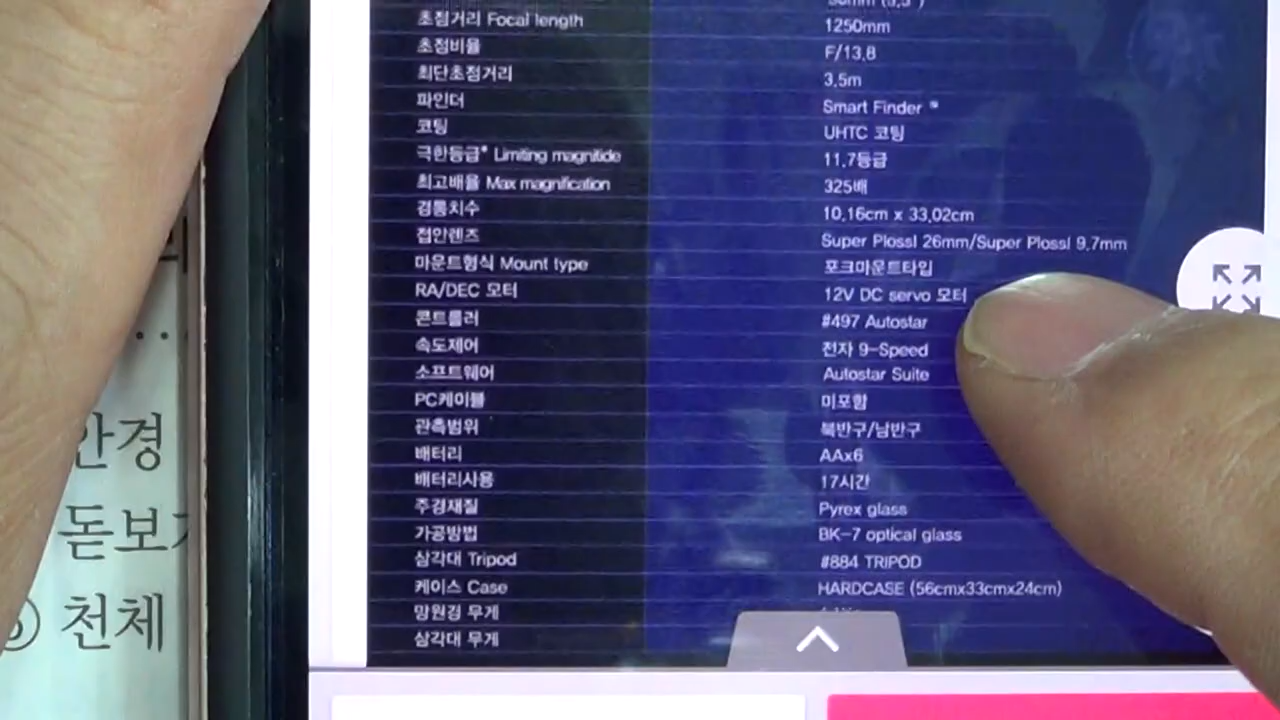 초점거리 Focal length 1250mm
초점비율 F/13.8
최단초점거리 3.5m
파인더 Smart Finder
코팅 UHTC 코팅
극한등급* Limiting magnitide 11.7등급
최고배율 Max magnification 325배
경통치수 10.16cm x 33.02cm
접안렌즈 Super Plossl 26mm/Super Plossl 9.7mm
마운트형식 Mount type 포크마운트타입
RA/DEC 모터 12V DC servo 모터
콘트롤러 #497 Autostar
속도제어 전자 9-Speed
소프트웨어 Autostar Suite
PC케이블 미포함
관측범위 북반구/남반구
배터리 AAx6
배터리사용 17시간
주경재질 Pyrex glass
가공방법 BK-7 optical glass
삼각대 Tripod #884 TRIPOD
케이스 Case HARDCASE (56cmx33cmx24cm)
망원경 무게
삼각대 무게
안경
돋보기
천체